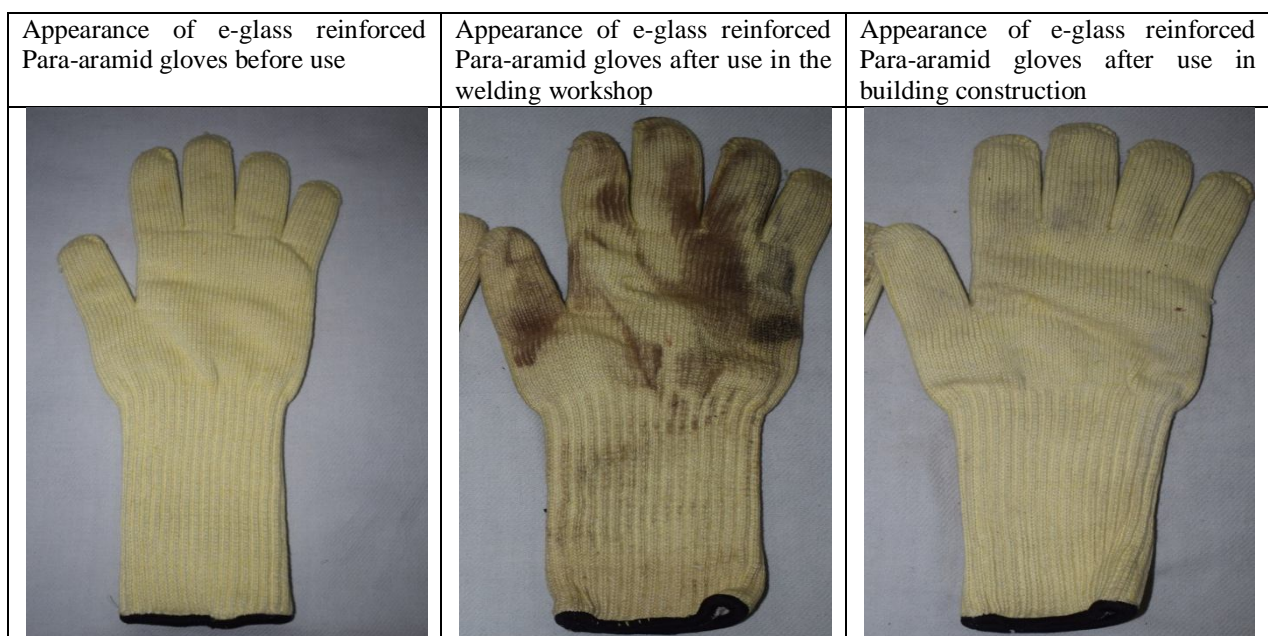 Appearance of e-glass reinforced
Para-aramid gloves before use
Appearance of e-glass reinforced
Para-aramid gloves after use in the
welding workshop
Appearance of e-glass reinforced
Para-aramid gloves after use in
building construction